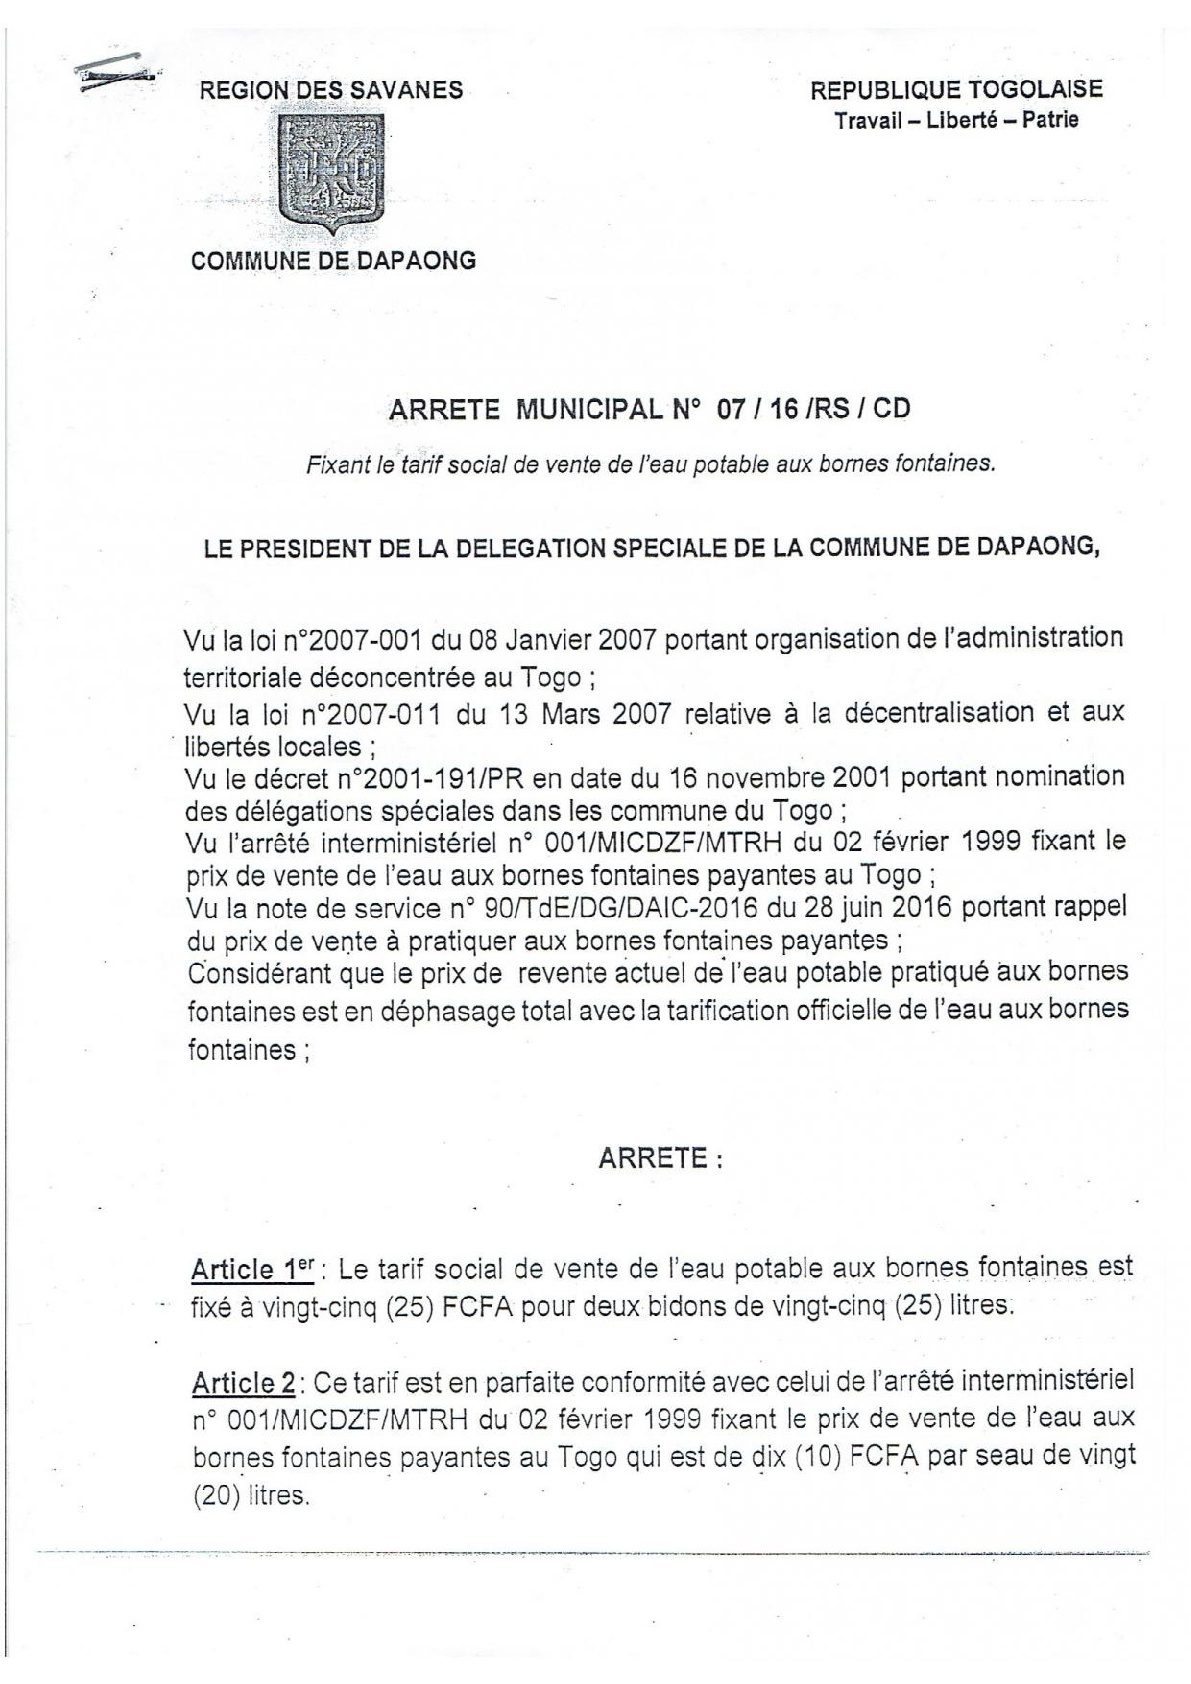 REGION DES SAVANES
REPUBLIQUE TOGOLAISE
Travail – Liberté – Patrie
COMMUNE DE DAPAONG
ARRETE MUNICIPAL N° 07 / 16 /RS / CD
Fixant le tarif social de vente de l'eau potable aux bornes fontaines.
LE PRESIDENT DE LA DELEGATION SPECIALE DE LA COMMUNE DE DAPAONG,
Vu la loi n°2007-001 du 08 Janvier 2007 portant organisation de l'administration
territoriale déconcentrée au Togo ;
Vu la loi n°2007-011 du 13 Mars 2007 relative à la décentralisation et aux
libertés locales ;
Vu le décret n°2001-191/PR en date du 16 novembre 2001 portant nomination
des délégations spéciales dans les commune du Togo ;
Vu l'arrêté interministériel n° 001/MICDZF/MTRH du 02 février 1999 fixant le
prix de vente de l'eau aux bornes fontaines payantes au Togo ;
Vu la note de service n° 90/TdE/DG/DAIC-2016 du 28 juin 2016 portant rappel
du prix de vente à pratiquer aux bornes fontaines payantes ;
Considérant que le prix de revente actuel de l'eau potable pratiqué aux bornes
fontaines est en déphasage total avec la tarification officielle de l'eau aux bornes
fontaines ;
ARRETE :
Article 1er : Le tarif social de vente de l'eau potable aux bornes fontaines est
fixé à vingt-cinq (25) FCFA pour deux bidons de vingt-cinq (25) litres.
Article 2 : Ce tarif est en parfaite conformité avec celui de l'arrêté interministériel
n° 001/MICDZF/MTRH du 02 février 1999 fixant le prix de vente de l'eau aux
bornes fontaines payantes au Togo qui est de dix (10) FCFA par seau de vingt
(20) litres.